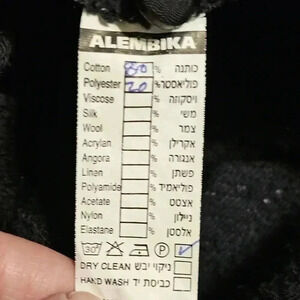 ALEMBIKA
Cotton 80 % כותנה
Polyester 20 % פוליאסטר
Viscose % ויסקוזה
Silk % משי
Wool % צמר
Acrylan % אקרילן
Angora % אנגורה
Linen % פשתן
Polyamide % פוליאמיד
Acetate % אצטט
Nylon % ניילון
Elastane % אלסטן
30 P
DRY CLEAN ניקוי יבש
HAND WASH כביסת יד